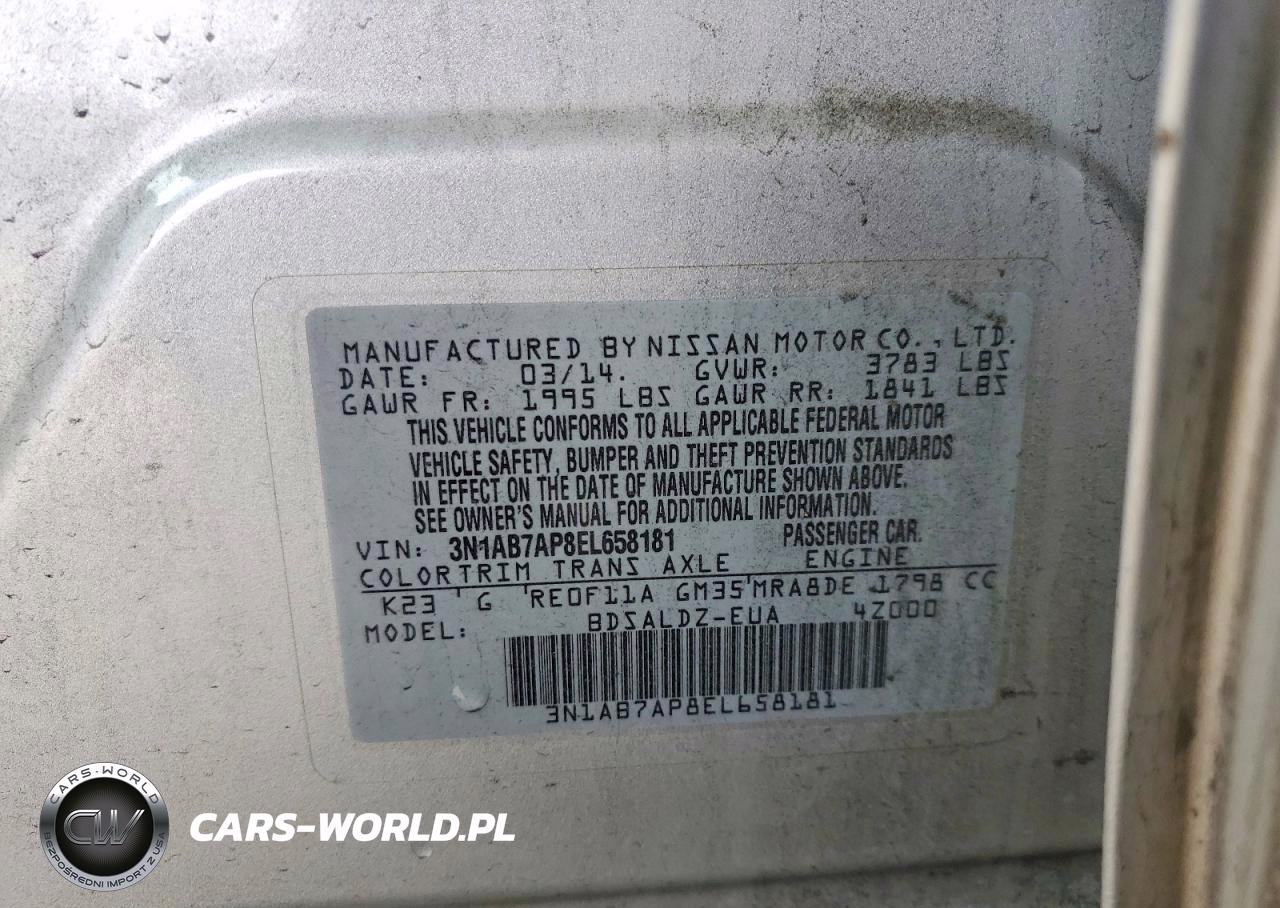 MANUFACTURED BY NISSAN MOTOR CO., LTD.
DATE: 03/14. GVWR: 3783 LBS
GAWR FR: 1995 LBS GAWR RR: 1841 LBS
THIS VEHICLE CONFORMS TO ALL APPLICABLE FEDERAL MOTOR
VEHICLE SAFETY, BUMPER AND THEFT PREVENTION STANDARDS
IN EFFECT ON THE DATE OF MANUFACTURE SHOWN ABOVE.
SEE OWNER'S MANUAL FOR ADDITIONAL INFORMATION.
VIN: 3N1AB7AP8EL658181 PASSENGER CAR.
COLOR TRIM TRANS AXLE ENGINE
K23 G RE0F11A GM35 MRA8DE 1798 CC
MODEL: BDSALDZ-EUA 4Z000
3N1AB7AP8EL658181
CARS-WORLD
CW
BEZPOŚREDNI IMPORT Z USA
CARS-WORLD.PL